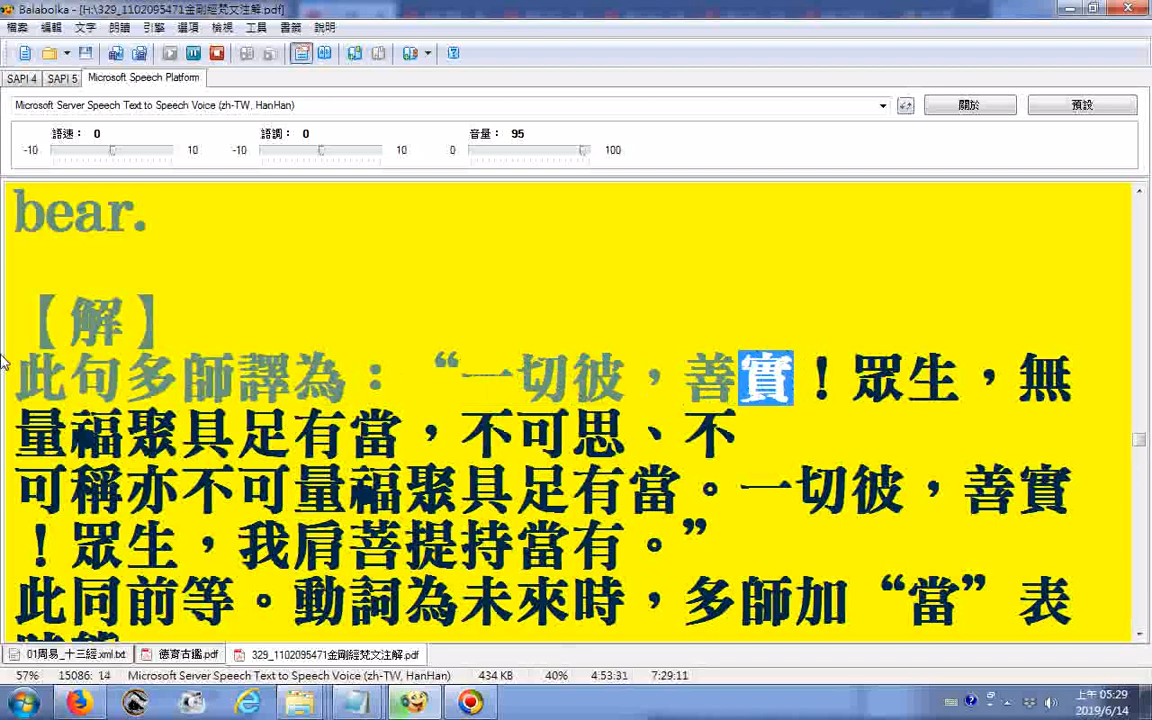 Balabolka - [H:\329_1102095471金剛經梵文注解.pdf]
檔案 編輯 文字 朗讀 引擎 選項 檢視 工具 書籤 說明
SAPI 4 SAPI 5 Microsoft Speech Platform
Microsoft Server Speech Text to Speech Voice (zh-TW, HanHan) 關於 預設
語速： 0 語調： 0 音量： 95
-10 10 -10 10 0 100
bear.
【解】
此句多師譯為：“一切彼，善實！眾生，無
量福聚具足有當，不可思、不
可稱亦不可量福聚具足有當。一切彼，善實
！眾生，我肩菩提持當有。”
此同前等。動詞為未來時，多師加“當”表
01周易_十三經.xml.txt 德育古鑑.pdf 329_1102095471金剛經梵文注解.pdf
57% 15086: 14 Microsoft Server Speech Text to Speech Voice (zh-TW, HanHan) 434 KB 40% 4:53:31 7:29:11
上午 05:29
2019/6/14